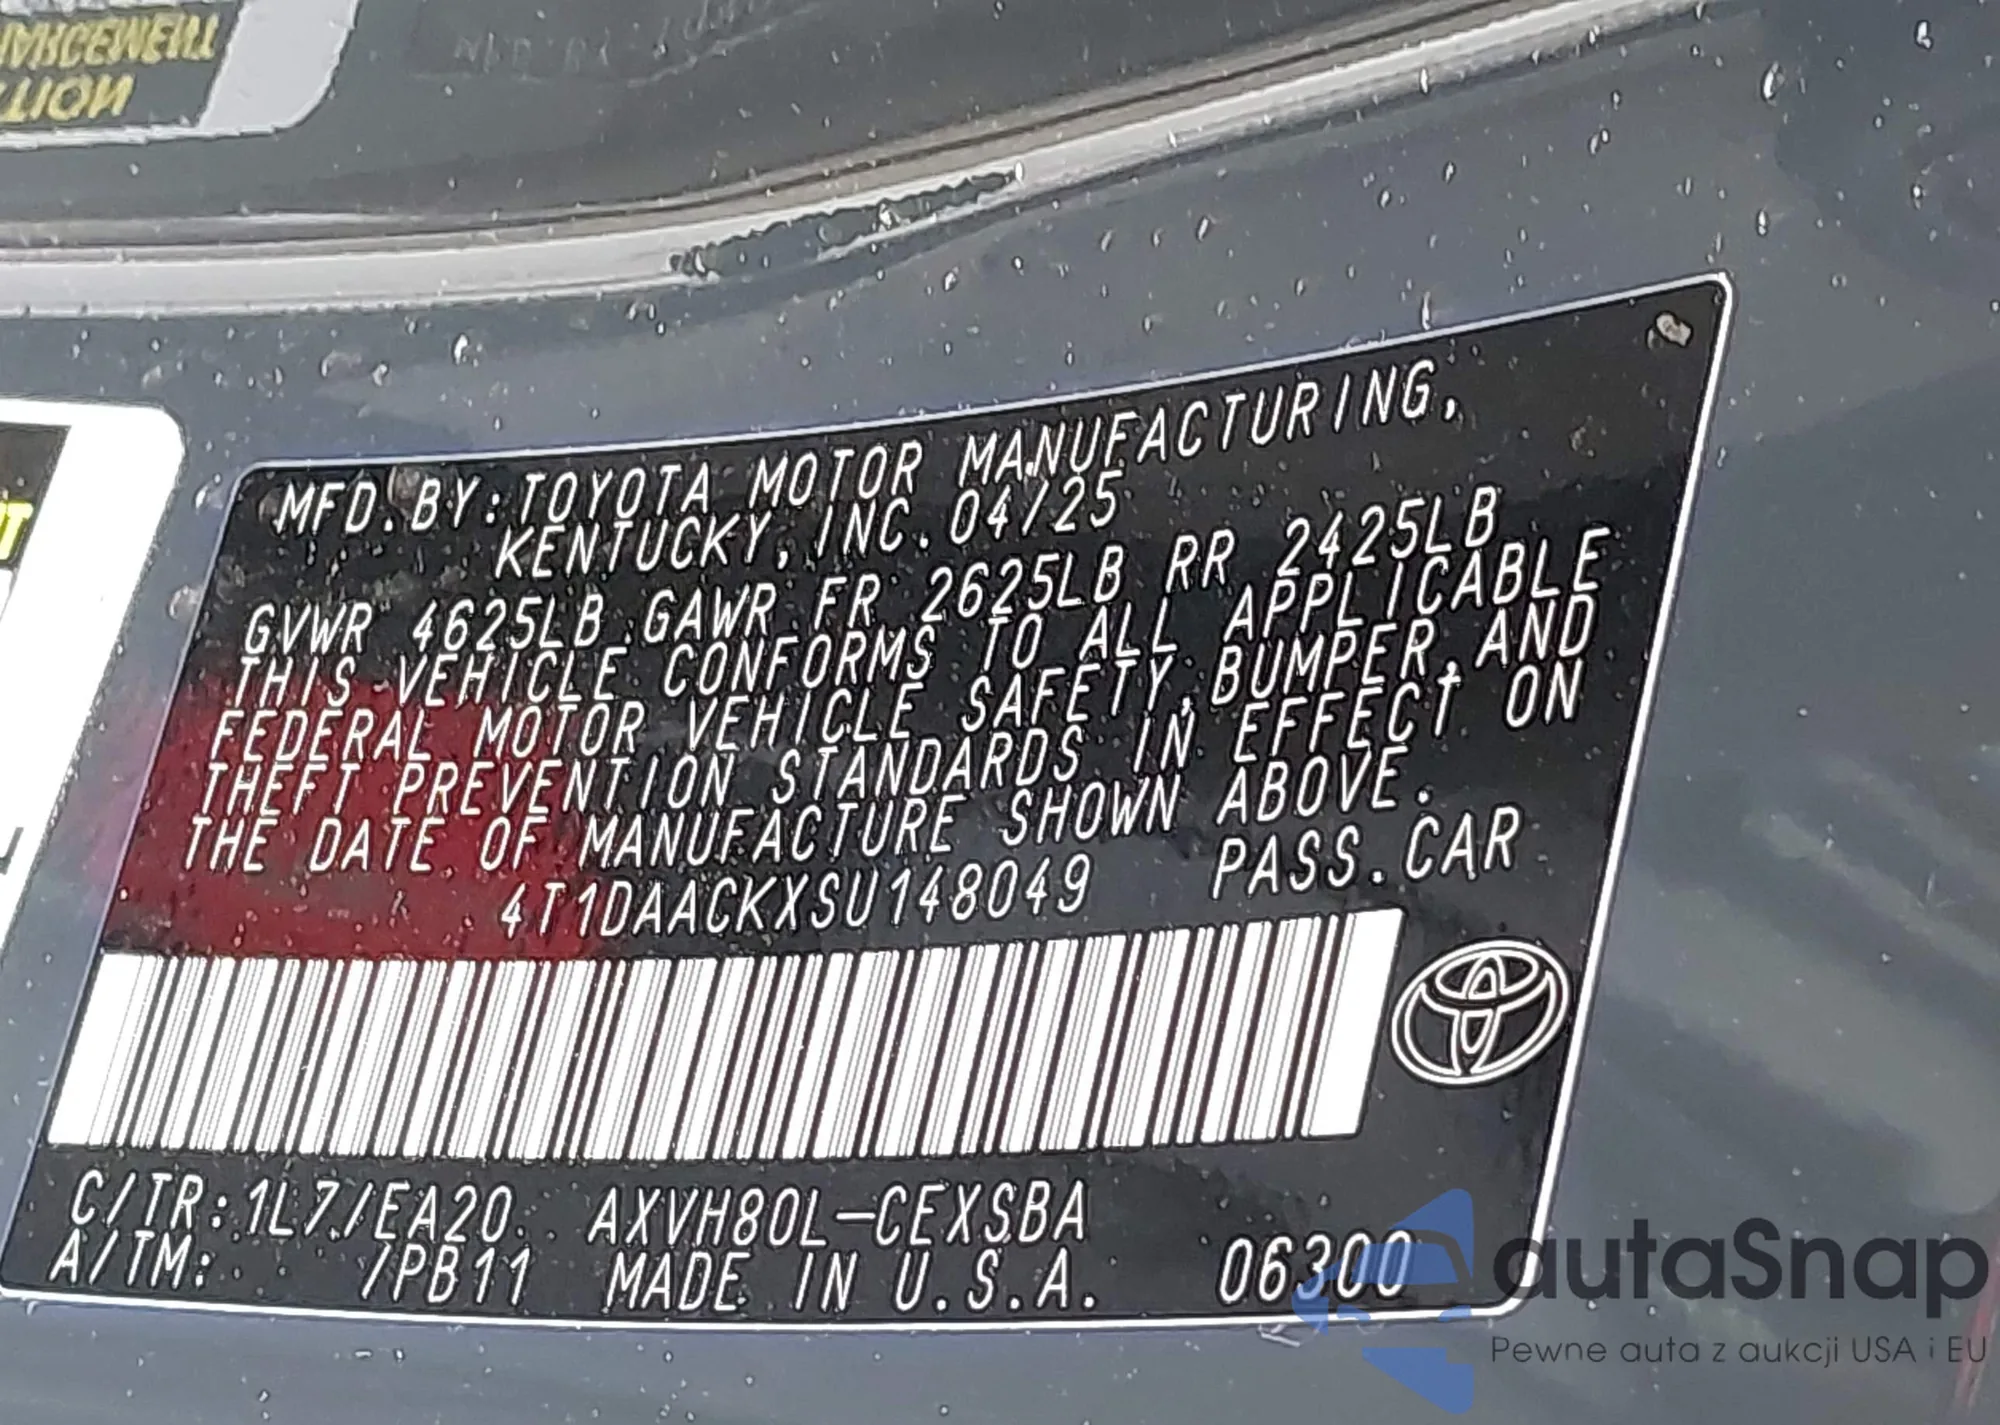 MFD.BY:TOYOTA MOTOR MANUFACTURING,
KENTUCKY, INC. 04/25
GVWR 4625LB GAWR FR 2625LB RR 2425LB
THIS VEHICLE CONFORMS TO ALL APPLICABLE
FEDERAL MOTOR VEHICLE SAFETY, BUMPER, AND
THEFT PREVENTION STANDARDS IN EFFECT ON
THE DATE OF MANUFACTURE SHOWN ABOVE.
4T1DAACKXSU148049 PASS.CAR
C/TR:1L7/EA20 AXVH80L-CEXSBA
A/TM: /PB11 MADE IN U.S.A. 06300
autaSnap
Pewne auta z aukcji USA i EU